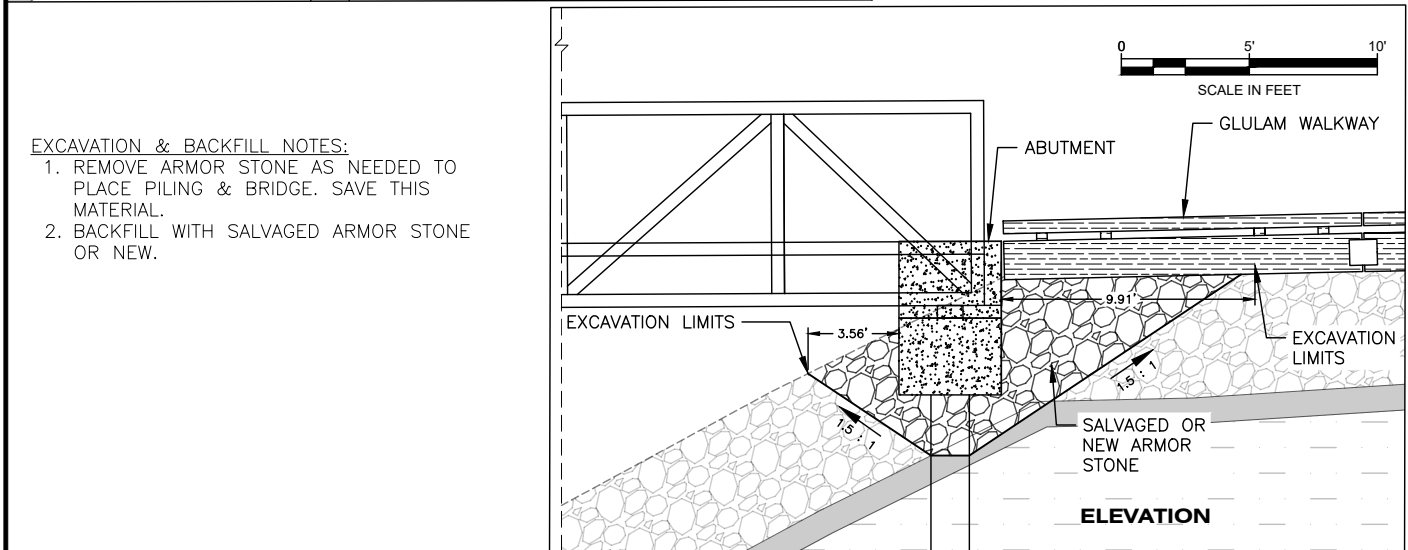 EXCAVATION & BACKFILL NOTES:
1. REMOVE ARMOR STONE AS NEEDED TO
PLACE PILING & BRIDGE. SAVE THIS
MATERIAL.
2. BACKFILL WITH SALVAGED ARMOR STONE
OR NEW.
0 5' 10'
SCALE IN FEET
GLULAM WALKWAY
ABUTMENT
9.91'
EXCAVATION LIMITS
3.56'
EXCAVATION
LIMITS
1.5 : 1
1.5 : 1
SALVAGED OR
NEW ARMOR
STONE
ELEVATION